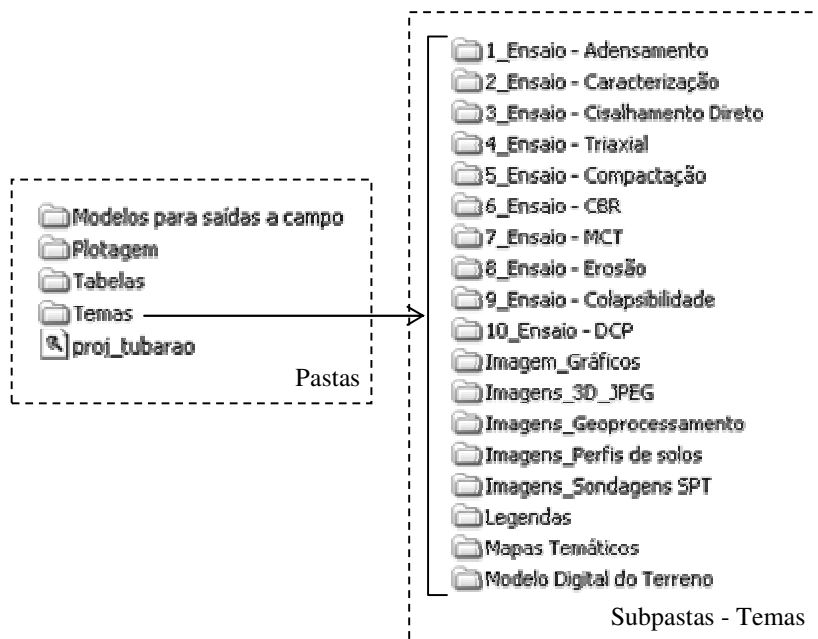 Modelos para saídas a campo
Plotagem
Tabelas
Temas
proj_tubarao
Pastas
1_Ensaio - Adensamento
2_Ensaio - Caracterização
3_Ensaio - Cisalhamento Direto
4_Ensaio - Triaxial
5_Ensaio - Compactação
6_Ensaio - CBR
7_Ensaio - MCT
8_Ensaio - Erosão
9_Ensaio - Colapsibilidade
10_Ensaio - DCP
Imagem_Gráficos
Imagens_3D_JPEG
Imagens_Geoprocessamento
Imagens_Perfis de solos
Imagens_Sondagens SPT
Legendas
Mapas Temáticos
Modelo Digital do Terreno
Subpastas - Temas